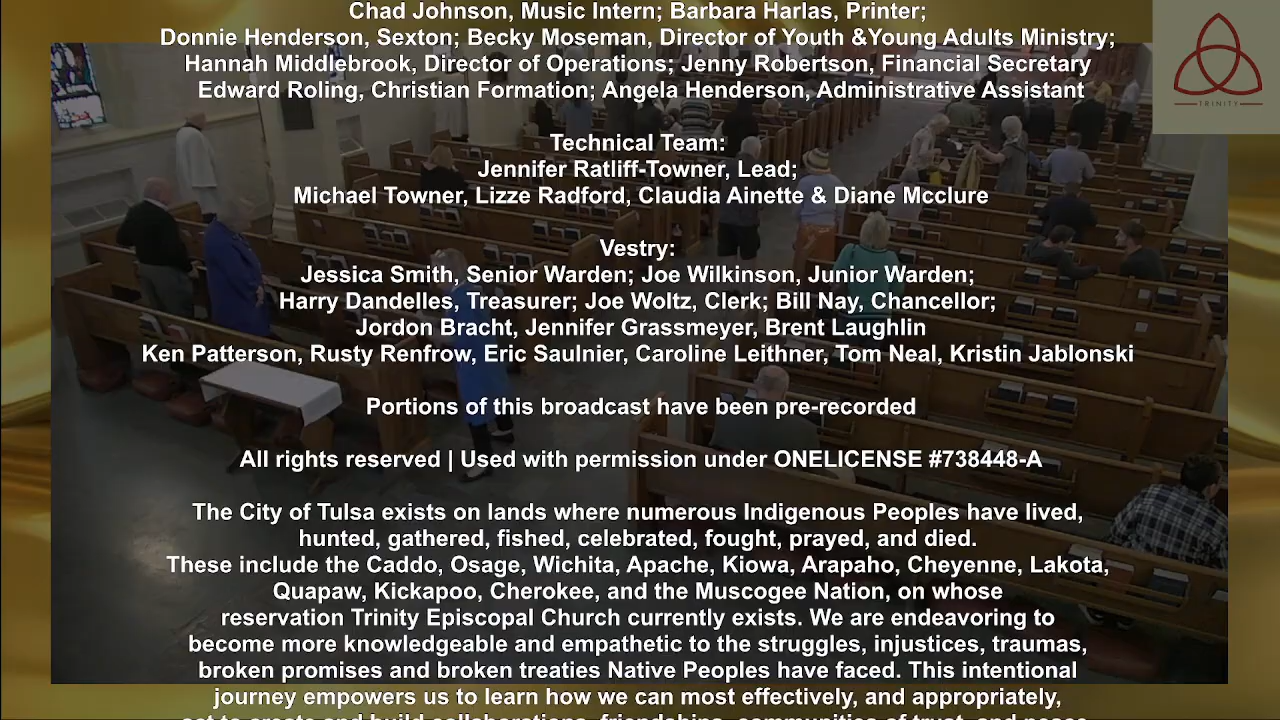 Chad Johnson, Music Intern; Barbara Harlas, Printer;
Donnie Henderson, Sexton; Becky Moseman, Director of Youth &Young Adults Ministry;
Hannah Middlebrook, Director of Operations; Jenny Robertson, Financial Secretary
Edward Roling, Christian Formation; Angela Henderson, Administrative Assistant
TRINITY
Technical Team:
Jennifer Ratliff-Towner, Lead;
Michael Towner, Lizze Radford, Claudia Ainette & Diane Mcclure
Vestry:
Jessica Smith, Senior Warden; Joe Wilkinson, Junior Warden;
Harry Dandelles, Treasurer; Joe Woltz, Clerk; Bill Nay, Chancellor;
Jordon Bracht, Jennifer Grassmeyer, Brent Laughlin
Ken Patterson, Rusty Renfrow, Eric Saulnier, Caroline Leithner, Tom Neal, Kristin Jablonski
Portions of this broadcast have been pre-recorded
All rights reserved | Used with permission under ONELICENSE #738448-A
The City of Tulsa exists on lands where numerous Indigenous Peoples have lived,
hunted, gathered, fished, celebrated, fought, prayed, and died.
These include the Caddo, Osage, Wichita, Apache, Kiowa, Arapaho, Cheyenne, Lakota,
Quapaw, Kickapoo, Cherokee, and the Muscogee Nation, on whose
reservation Trinity Episcopal Church currently exists. We are endeavoring to
become more knowledgeable and empathetic to the struggles, injustices, traumas,
broken promises and broken treaties Native Peoples have faced. This intentional
journey empowers us to learn how we can most effectively, and appropriately,